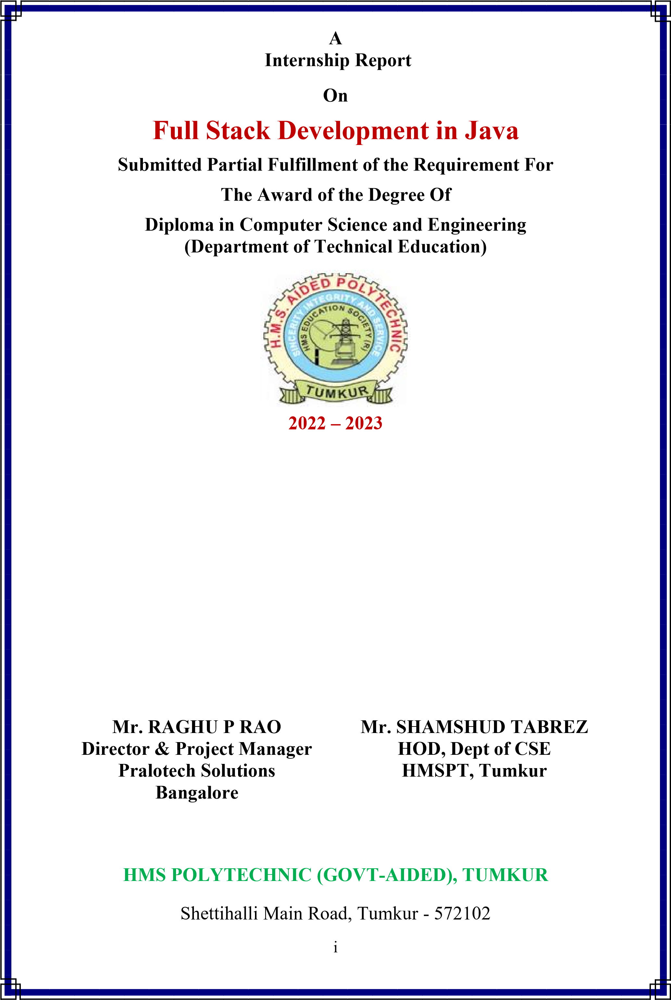 A
Internship Report
On
Full Stack Development in Java
Submitted Partial Fulfillment of the Requirement For
The Award of the Degree Of
Diploma in Computer Science and Engineering
(Department of Technical Education)
H.M.S. AIDED POLYTECHNIC
SINCERITY INTEGRITY AND SERVICE
HMS EDUCATION SOCIETY (R)
TUMKUR
2022 – 2023
Mr. RAGHU P RAO
Director & Project Manager
Pralotech Solutions
Bangalore
Mr. SHAMSHUD TABREZ
HOD, Dept of CSE
HMSPT, Tumkur
HMS POLYTECHNIC (GOVT-AIDED), TUMKUR
Shettihalli Main Road, Tumkur - 572102
i